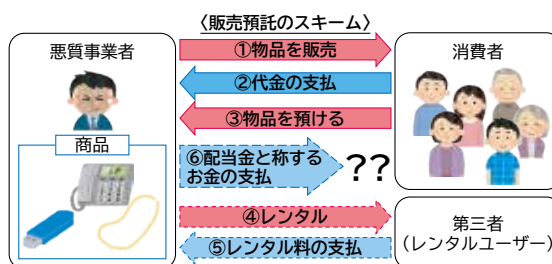 〈販売預託のスキーム〉
悪質事業者
消費者
①物品を販売
②代金の支払
③物品を預ける
商品
⑥配当金と称する
お金の支払
??
④レンタル
⑤レンタル料の支払
第三者
(レンタルユーザー)